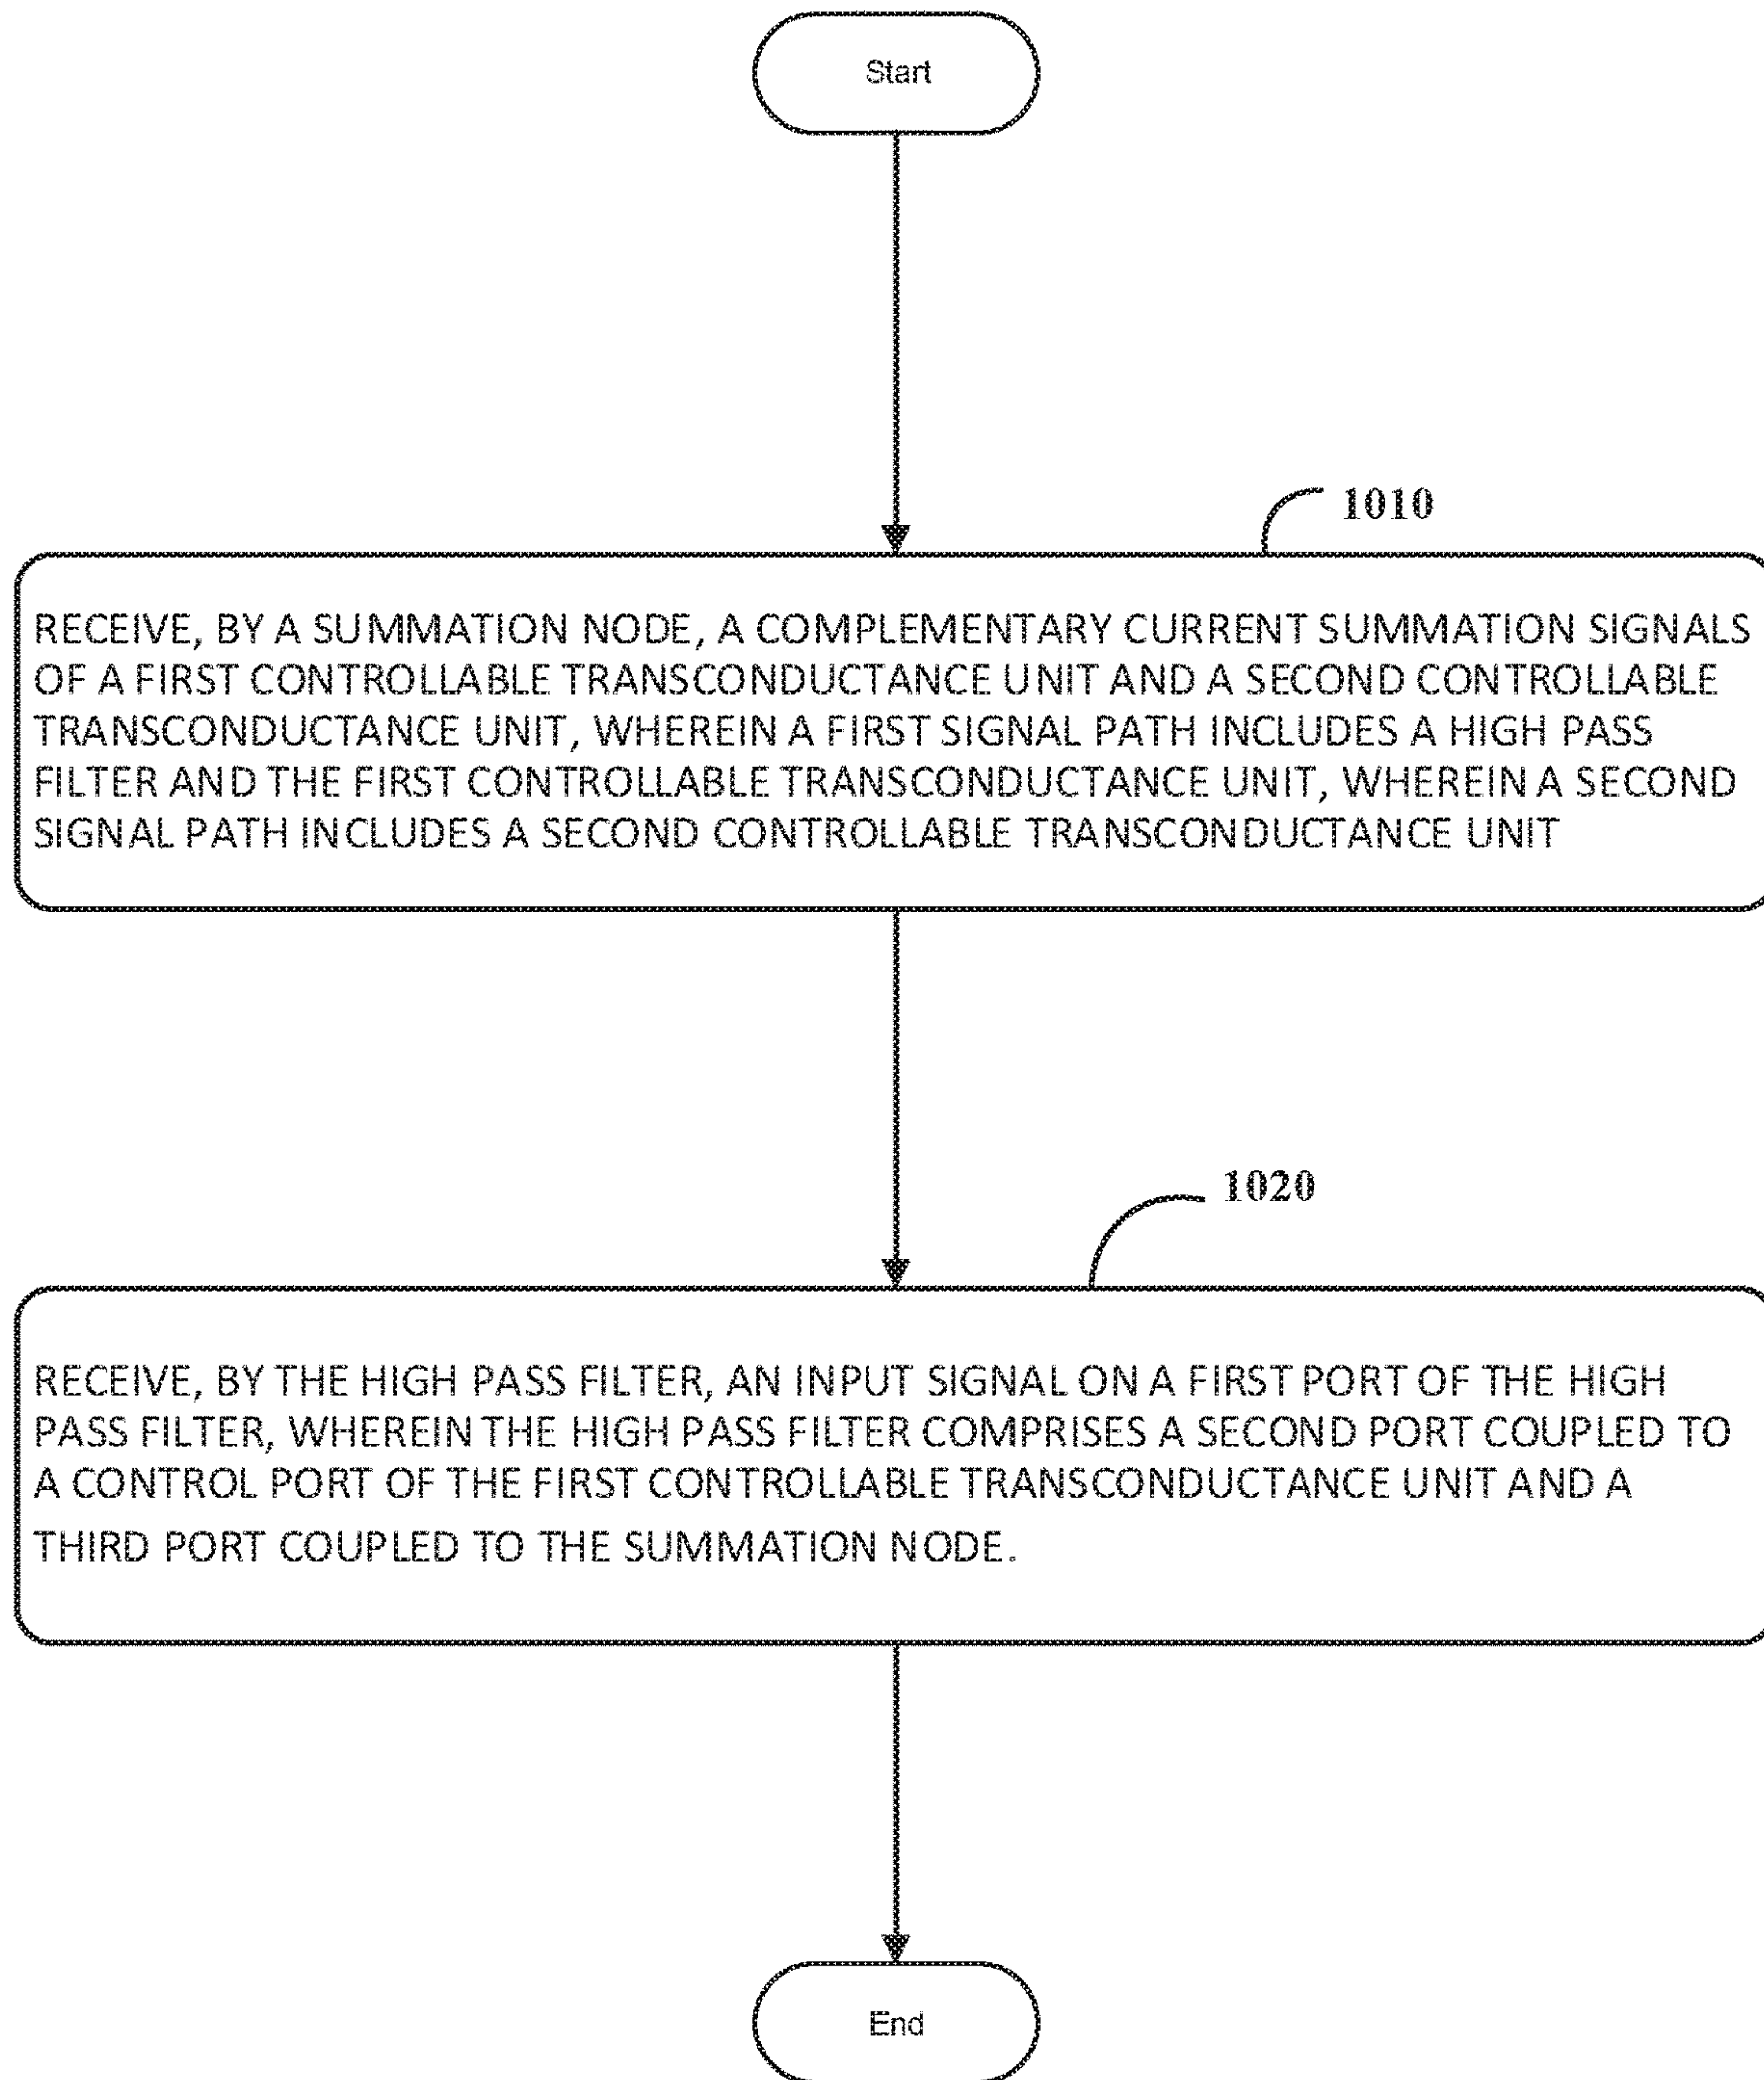 Start
1010
RECEIVE, BY A SUMMATION NODE, A COMPLEMENTARY CURRENT SUMMATION SIGNALS
OF A FIRST CONTROLLABLE TRANSCONDUCTANCE UNIT AND A SECOND CONTROLLABLE
TRANSCONDUCTANCE UNIT, WHEREIN A FIRST SIGNAL PATH INCLUDES A HIGH PASS
FILTER AND THE FIRST CONTROLLABLE TRANSCONDUCTANCE UNIT, WHEREIN A SECOND
SIGNAL PATH INCLUDES A SECOND CONTROLLABLE TRANSCONDUCTANCE UNIT
1020
RECEIVE, BY THE HIGH PASS FILTER, AN INPUT SIGNAL ON A FIRST PORT OF THE HIGH
PASS FILTER, WHEREIN THE HIGH PASS FILTER COMPRISES A SECOND PORT COUPLED TO
A CONTROL PORT OF THE FIRST CONTROLLABLE TRANSCONDUCTANCE UNIT AND A
THIRD PORT COUPLED TO THE SUMMATION NODE.
End